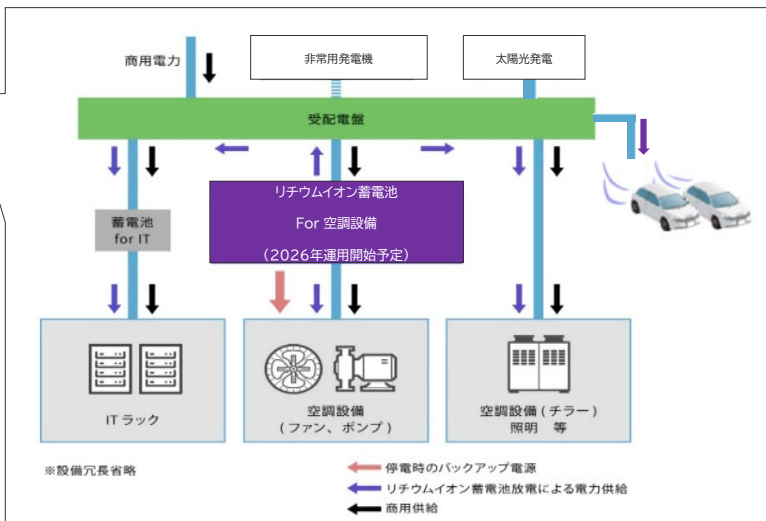 商用電力
非常用発電機
太陽光発電
受配電盤
蓄電池
for IT
リチウムイオン蓄電池
For 空調設備
（2026年運用開始予定）
ITラック
空調設備
(ファン、ポンプ)
空調設備(チラー)
照明 等
※設備冗長省略
停電時のバックアップ電源
リチウムイオン蓄電池放電による電力供給
商用供給